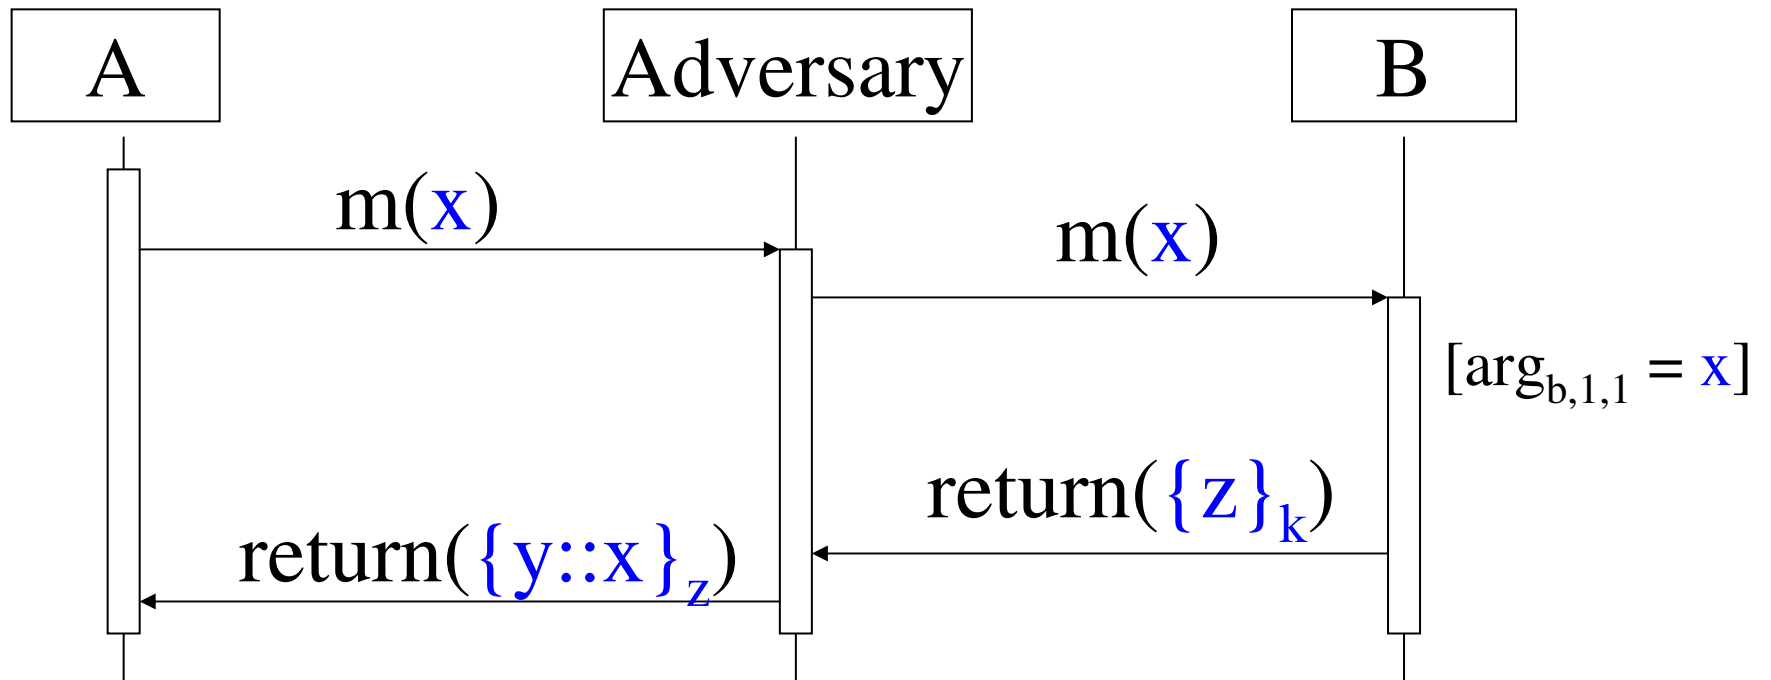 A
Adversary
B
m(x)
m(x)
[arg_{b,1,1} = x]
return({z}_k)
return({y::x}_z)